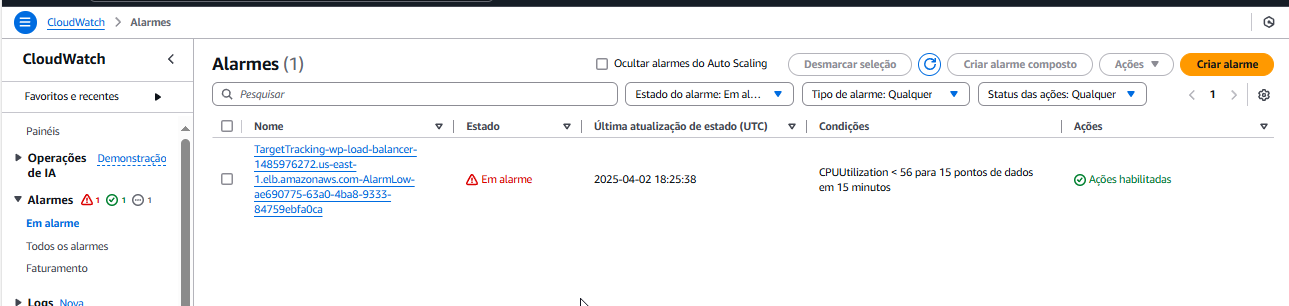 CloudWatch > Alarmes
CloudWatch
Favoritos e recentes
Painéis
Operações
de IA
Demonstração
Alarmes 1 1 1
Em alarme
Todos os alarmes
Faturamento
Logs Nova
Alarmes (1)
Ocultar alarmes do Auto Scaling
Desmarcar seleção
Criar alarme composto
Ações
Criar alarme
Pesquisar
Estado do alarme: Em al...
Tipo de alarme: Qualquer
Status das ações: Qualquer
1
Nome
Estado
Última atualização de estado (UTC)
Condições
Ações
TargetTracking-wp-load-balancer-
1485976272.us-east-
1.elb.amazonaws.com-AlarmLow-
ae690775-63a0-4ba8-9333-
84759ebfa0ca
Em alarme
2025-04-02 18:25:38
CPUUtilization < 56 para 15 pontos de dados
em 15 minutos
Ações habilitadas